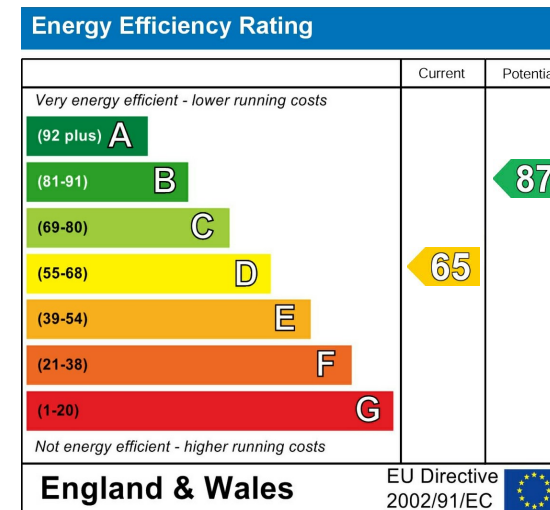 Energy Efficiency Rating
Current Potentia
Very energy efficient - lower running costs
(92 plus) A
(81-91) B
87
(69-80) C
(55-68) D
65
(39-54) E
(21-38) F
(1-20) G
Not energy efficient - higher running costs
England & Wales
EU Directive
2002/91/EC